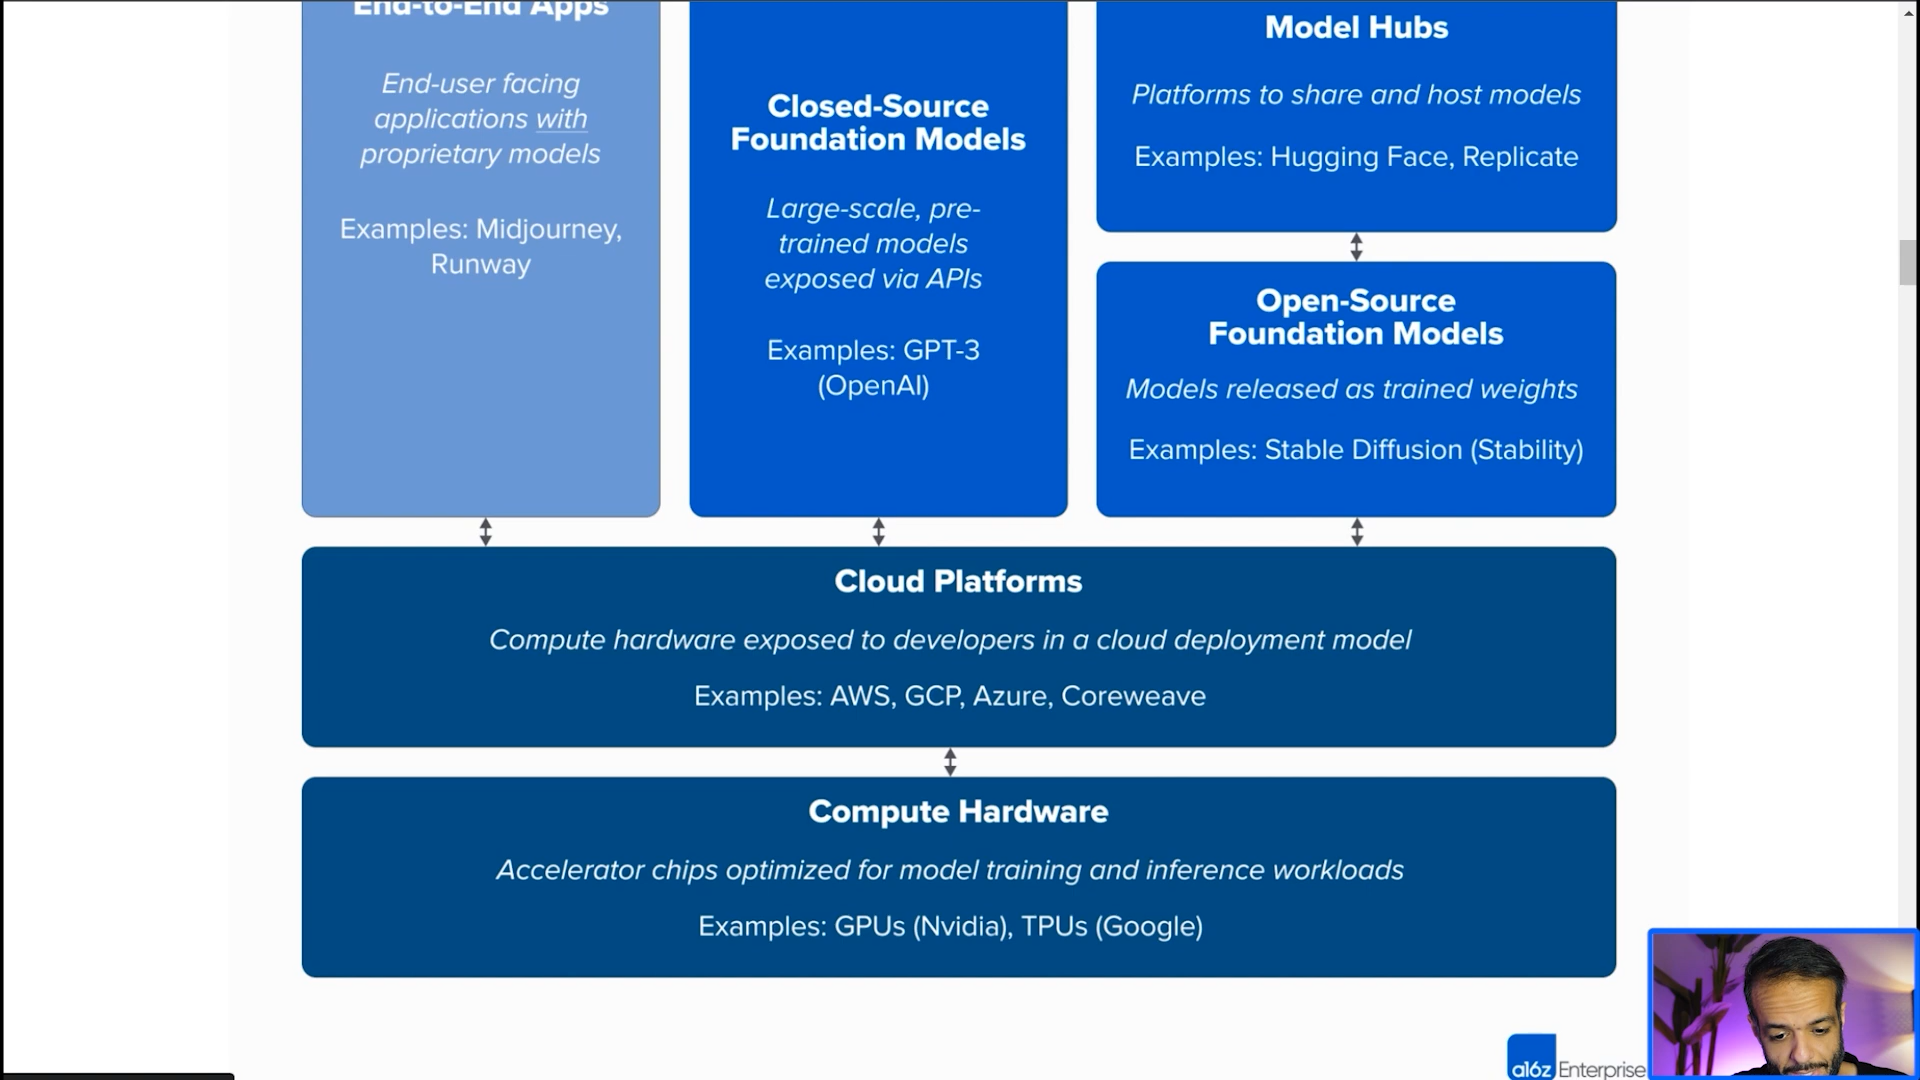 End-to-End Apps
End-user facing
applications with
proprietary models
Examples: Midjourney,
Runway
Closed-Source
Foundation Models
Large-scale, pre-
trained models
exposed via APIs
Examples: GPT-3
(OpenAI)
Model Hubs
Platforms to share and host models
Examples: Hugging Face, Replicate
Open-Source
Foundation Models
Models released as trained weights
Examples: Stable Diffusion (Stability)
Cloud Platforms
Compute hardware exposed to developers in a cloud deployment model
Examples: AWS, GCP, Azure, Coreweave
Compute Hardware
Accelerator chips optimized for model training and inference workloads
Examples: GPUs (Nvidia), TPUs (Google)
a16z Enterprise